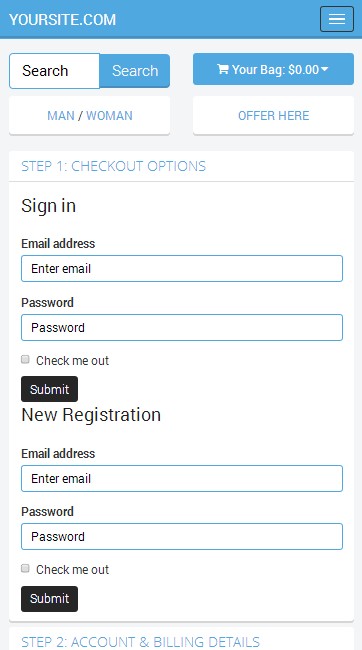 YOURSITE.COM
Search Search Your Bag: $0.00
MAN / WOMAN OFFER HERE
STEP 1: CHECKOUT OPTIONS
Sign in
Email address
Enter email
Password
Password
Check me out
Submit
New Registration
Email address
Enter email
Password
Password
Check me out
Submit
STEP 2: ACCOUNT & BILLING DETAILS